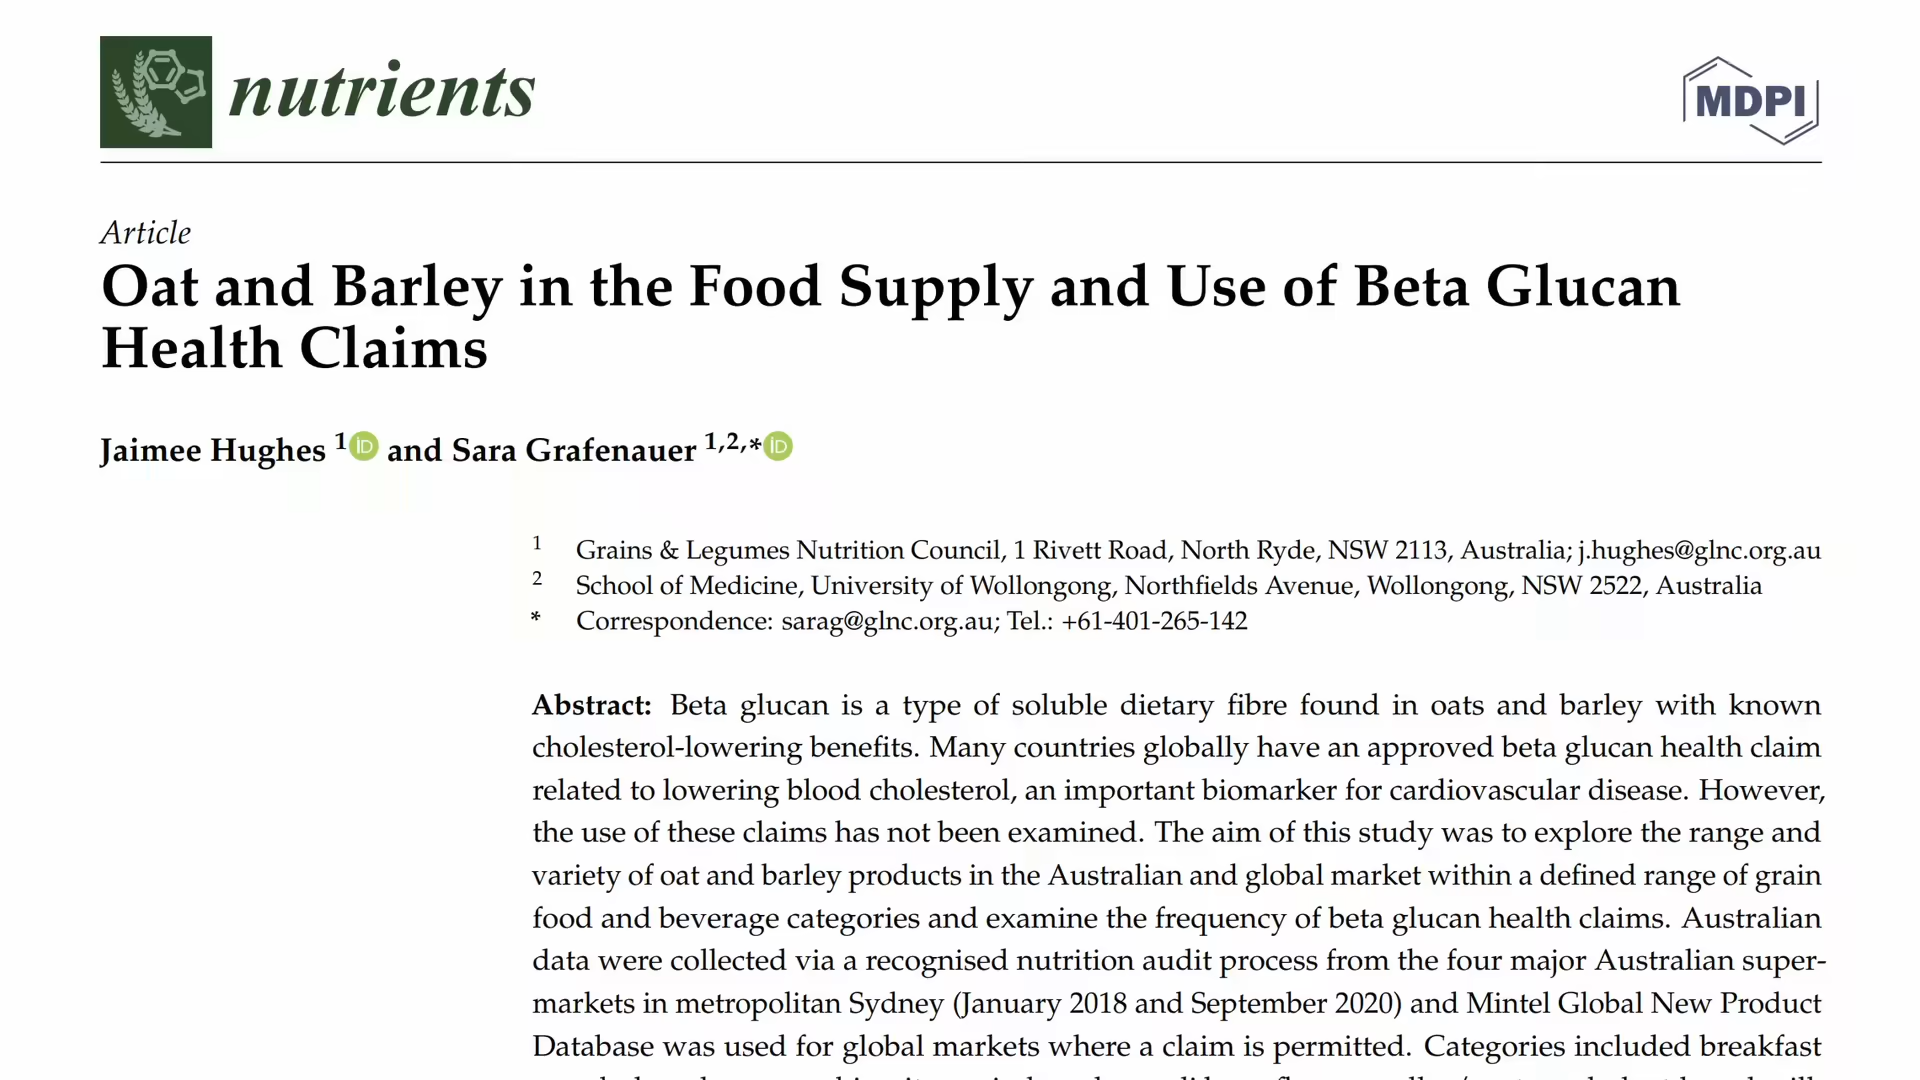 nutrients
MDPI
Article
Oat and Barley in the Food Supply and Use of Beta Glucan
Health Claims
Jaimee Hughes 1 iD and Sara Grafenauer 1,2,* iD
1 Grains & Legumes Nutrition Council, 1 Rivett Road, North Ryde, NSW 2113, Australia; j.hughes@glnc.org.au
2 School of Medicine, University of Wollongong, Northfields Avenue, Wollongong, NSW 2522, Australia
* Correspondence: sarag@glnc.org.au; Tel.: +61-401-265-142
Abstract: Beta glucan is a type of soluble dietary fibre found in oats and barley with known
cholesterol-lowering benefits. Many countries globally have an approved beta glucan health claim
related to lowering blood cholesterol, an important biomarker for cardiovascular disease. However,
the use of these claims has not been examined. The aim of this study was to explore the range and
variety of oat and barley products in the Australian and global market within a defined range of grain
food and beverage categories and examine the frequency of beta glucan health claims. Australian
data were collected via a recognised nutrition audit process from the four major Australian super-
markets in metropolitan Sydney (January 2018 and September 2020) and Mintel Global New Product
Database was used for global markets where a claim is permitted. Categories included breakfast